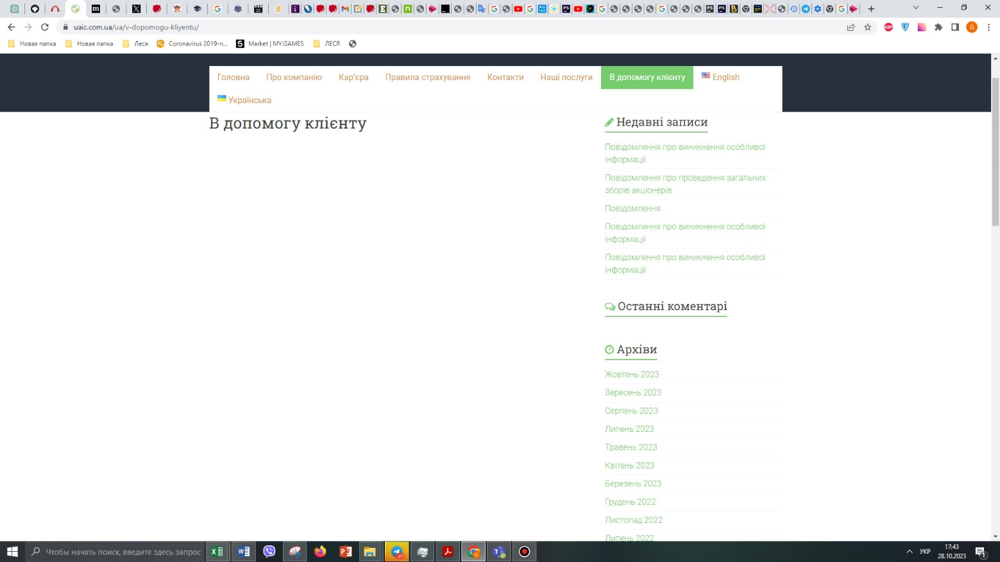 uaic.com.ua/ua/v-dopomogu-kliyentu/
Новая папка
Новая папка
Леся
Coronavirus 2019-n...
Market | MY.GAMES
ЛЕСЯ
Головна
Про компанію
Кар'єра
Правила страхування
Контакти
Наші послуги
В допомогу клієнту
English
Українська
В допомогу клієнту
Недавні записи
Повідомлення про виникнення особливої
інформації
Повідомлення про проведення загальних
зборів акціонерів
Повідомлення
Повідомлення про виникнення особливої
інформації
Повідомлення про виникнення особливої
інформації
Останні коментарі
Архіви
Жовтень 2023
Вересень 2023
Серпень 2023
Липень 2023
Травень 2023
Квітень 2023
Березень 2023
Грудень 2022
Листопад 2022
Липень 2022
Чтобы начать поиск, введите здесь запрос
УКР
17:43
28.10.2023